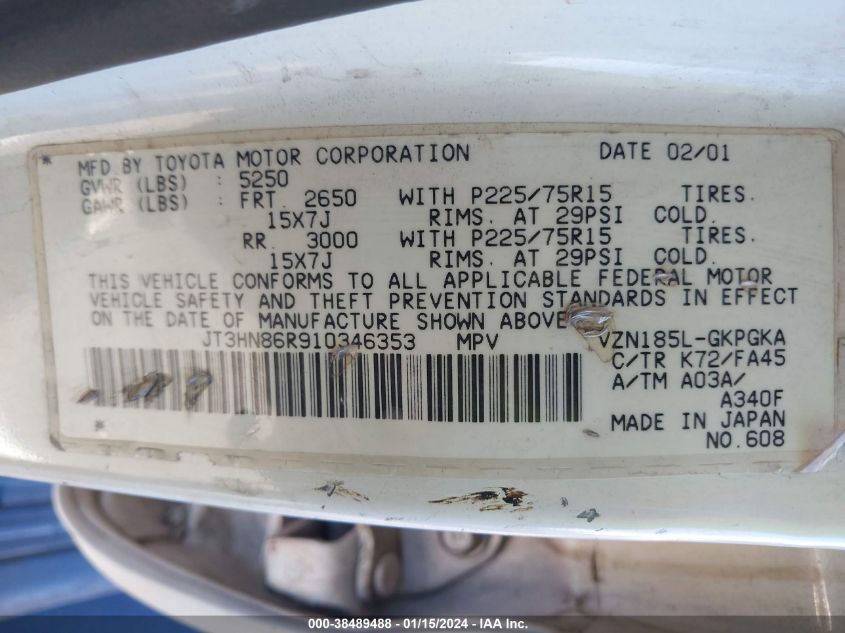 * MFD.BY TOYOTA MOTOR CORPORATION DATE 02/01
GVWR (LBS) : 5250
GAWR (LBS) : FRT. 2650 WITH P225/75R15 TIRES.
15X7J RIMS. AT 29PSI COLD.
RR. 3000 WITH P225/75R15 TIRES.
15X7J RIMS. AT 29PSI COLD.
THIS VEHICLE CONFORMS TO ALL APPLICABLE FEDERAL MOTOR
VEHICLE SAFETY AND THEFT PREVENTION STANDARDS IN EFFECT
ON THE DATE OF MANUFACTURE SHOWN ABOVE
JT3HN86R910346353 MPV VZN185L-GKPGKA
C/TR K72/FA45
A/TM A03A/
A340F
* MADE IN JAPAN
NO.608
000-38489488 - 01/15/2024 - IAA Inc.